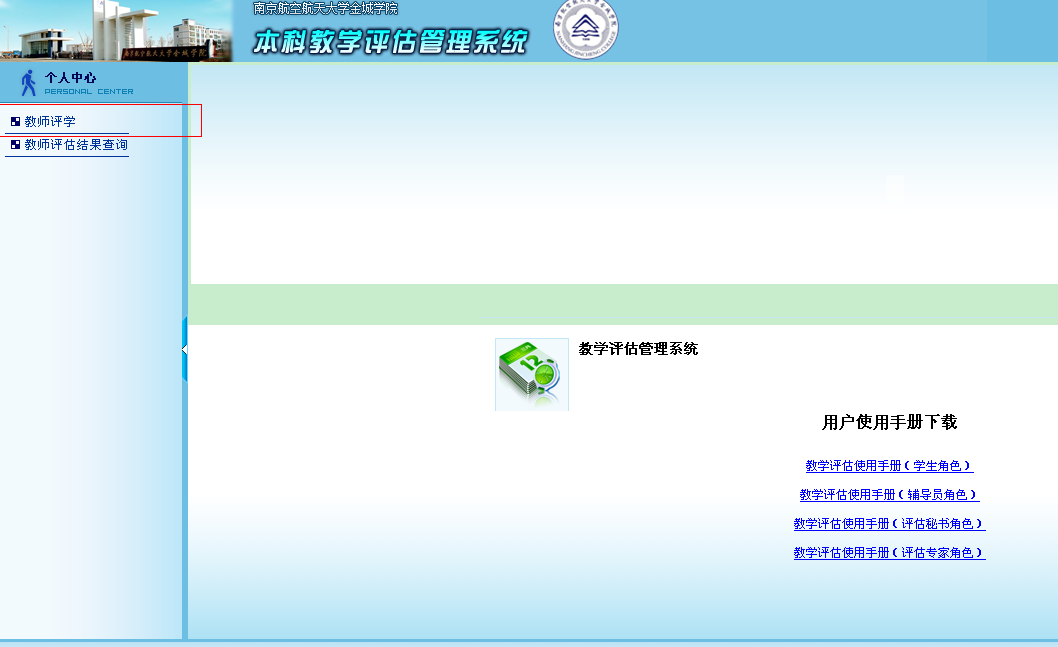 南京航空航天大学金城学院
本科教学评估管理系统
个人中心
PERSONAL CENTER
教师评学
教师评估结果查询
12
教学评估管理系统
用户使用手册下载
教学评估使用手册(学生角色)
教学评估使用手册(辅导员角色)
教学评估使用手册(评估秘书角色)
教学评估使用手册(评估专家角色)